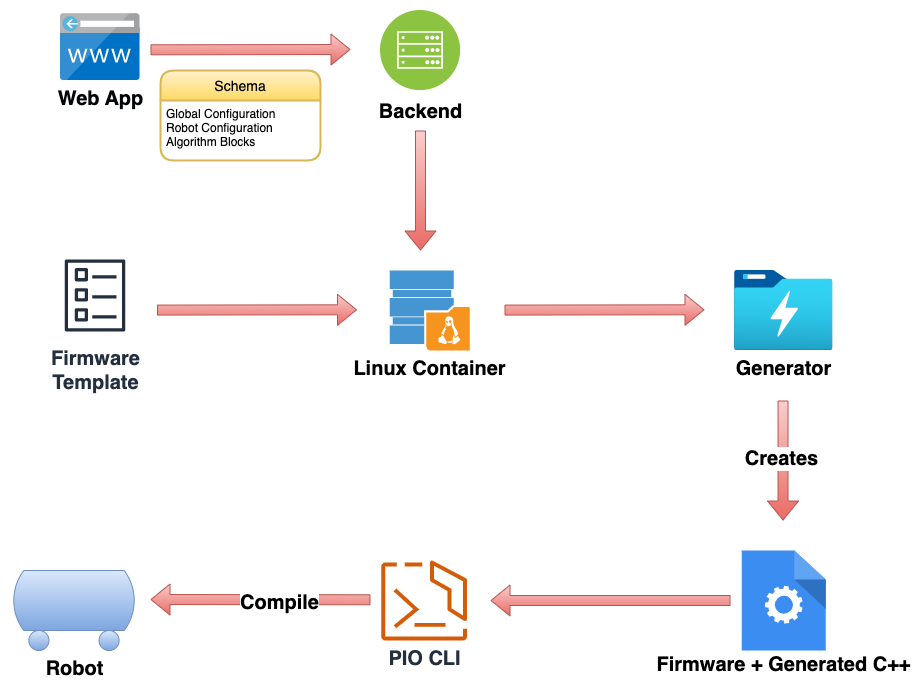 WWW
Web App
Schema
Global Configuration
Robot Configuration
Algorithm Blocks
Backend
Firmware
Template
Linux Container
Generator
Creates
Firmware + Generated C++
PIO CLI
Compile
Robot